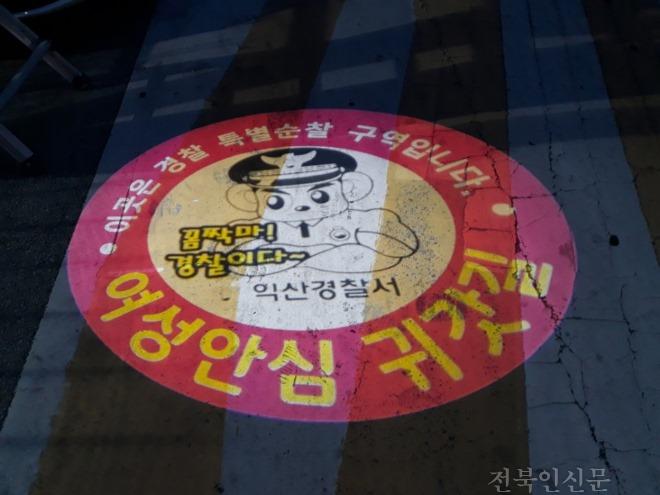 이곳은 경찰 특별순찰 구역입니다.
꼼짝마!
경찰이다~
익산경찰서
여성안심 귀갓길
전북인신문